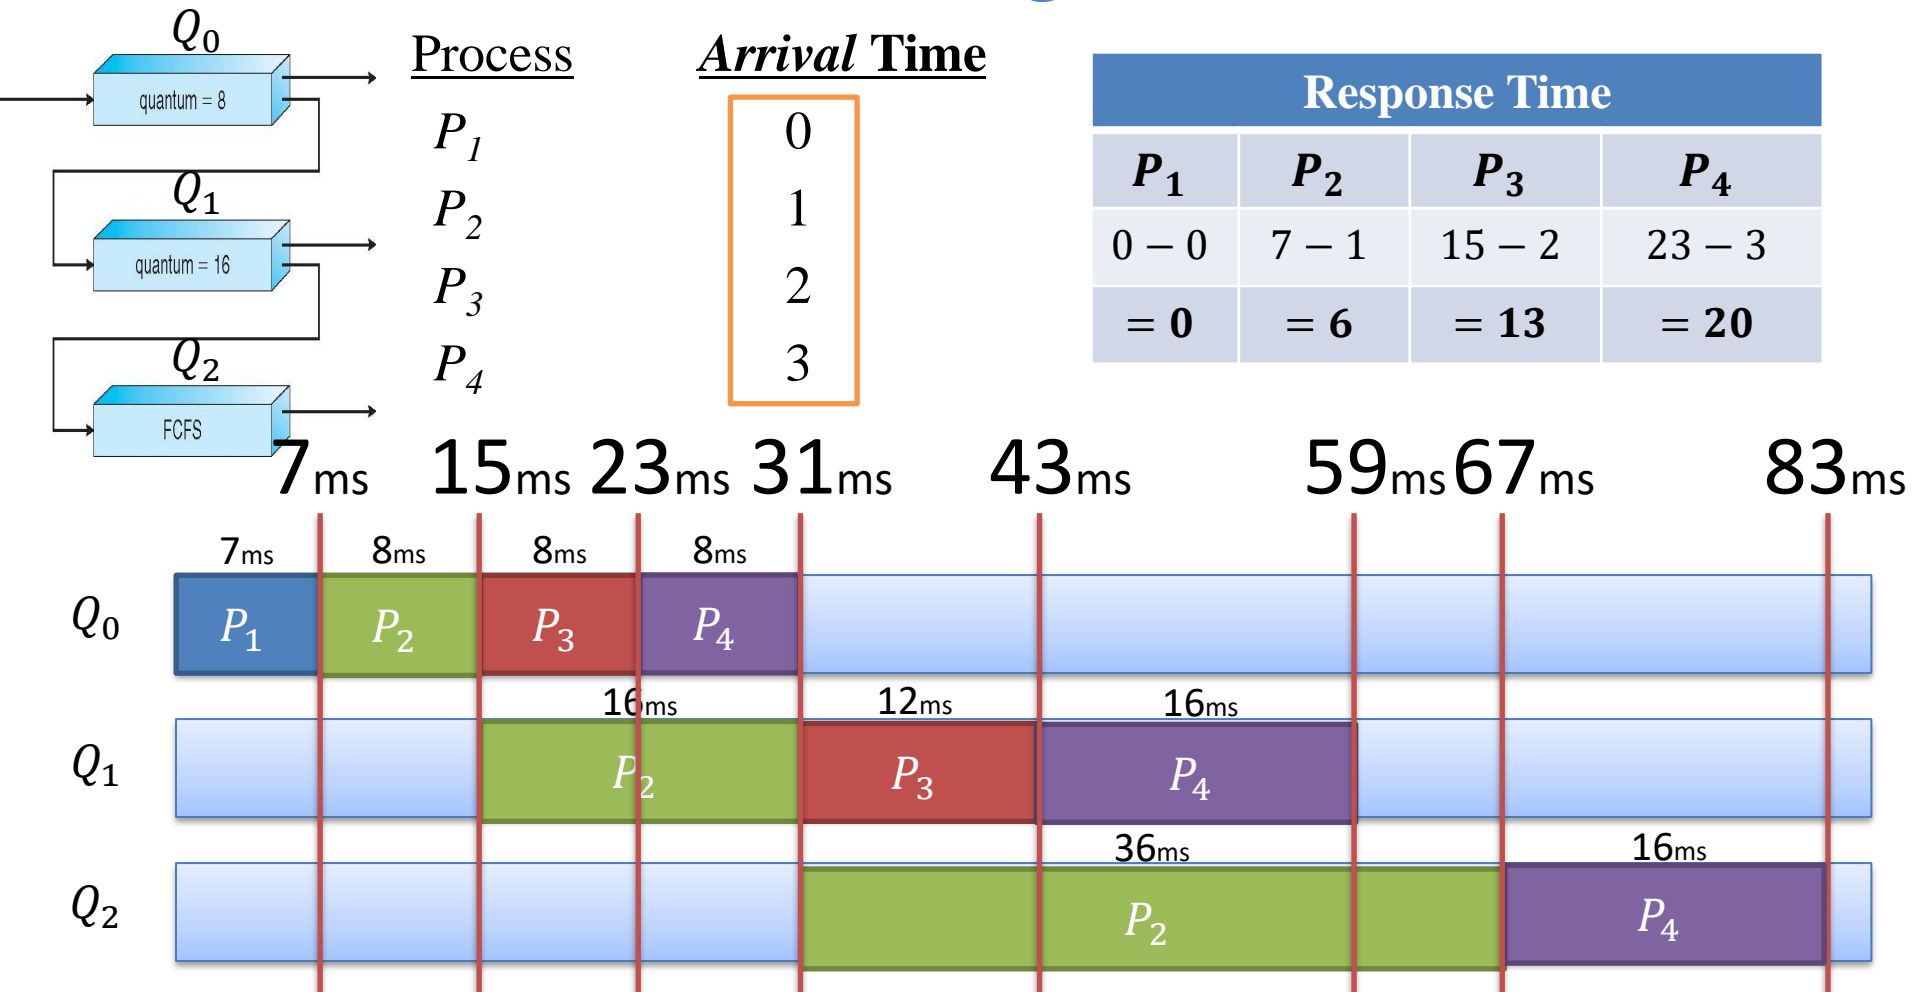 Q₀
quantum = 8
Q₁
quantum = 16
Q₂
FCFS
Process Arrival Time
P₁ 0
P₂ 1
P₃ 2
P₄ 3
Response Time
P₁ P₂ P₃ P₄
0 − 0 7 − 1 15 − 2 23 − 3
= 0 = 6 = 13 = 20
7ms 15ms 23ms 31ms 43ms 59ms 67ms 83ms
7ms 8ms 8ms 8ms
Q₀ P₁ P₂ P₃ P₄
16ms 12ms 16ms
Q₁ P₂ P₃ P₄
36ms 16ms
Q₂ P₂ P₄